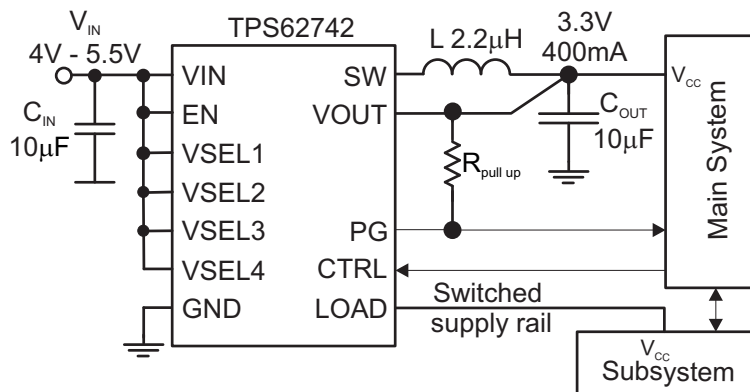 TPS62742
V_IN
4V - 5.5V
C_IN
10μF
VIN
EN
VSEL1
VSEL2
VSEL3
VSEL4
GND
SW
VOUT
PG
CTRL
LOAD
L 2.2μH
3.3V
400mA
C_OUT
10μF
R_pull up
Switched
supply rail
V_CC
Main System
V_CC
Subsystem